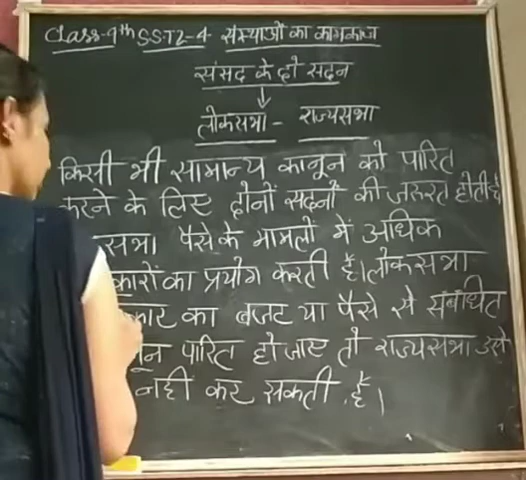 Class-9th SST2-4 संस्थाओं का कामकाज
संसद के दो सदन
लोकसभा - राज्यसभा
किसी भी सामान्य कानून को पारित
करने के लिए दोनों सदनों की जरूरत होती है
सभा पैसे के मामलों में अधिक
कारों का प्रयोग करती है। लोकसभा
कार का बजट या पैसे से संबंधित
नून पारित हो जाए तो राज्यसभा उसे
नही कर सकती है।